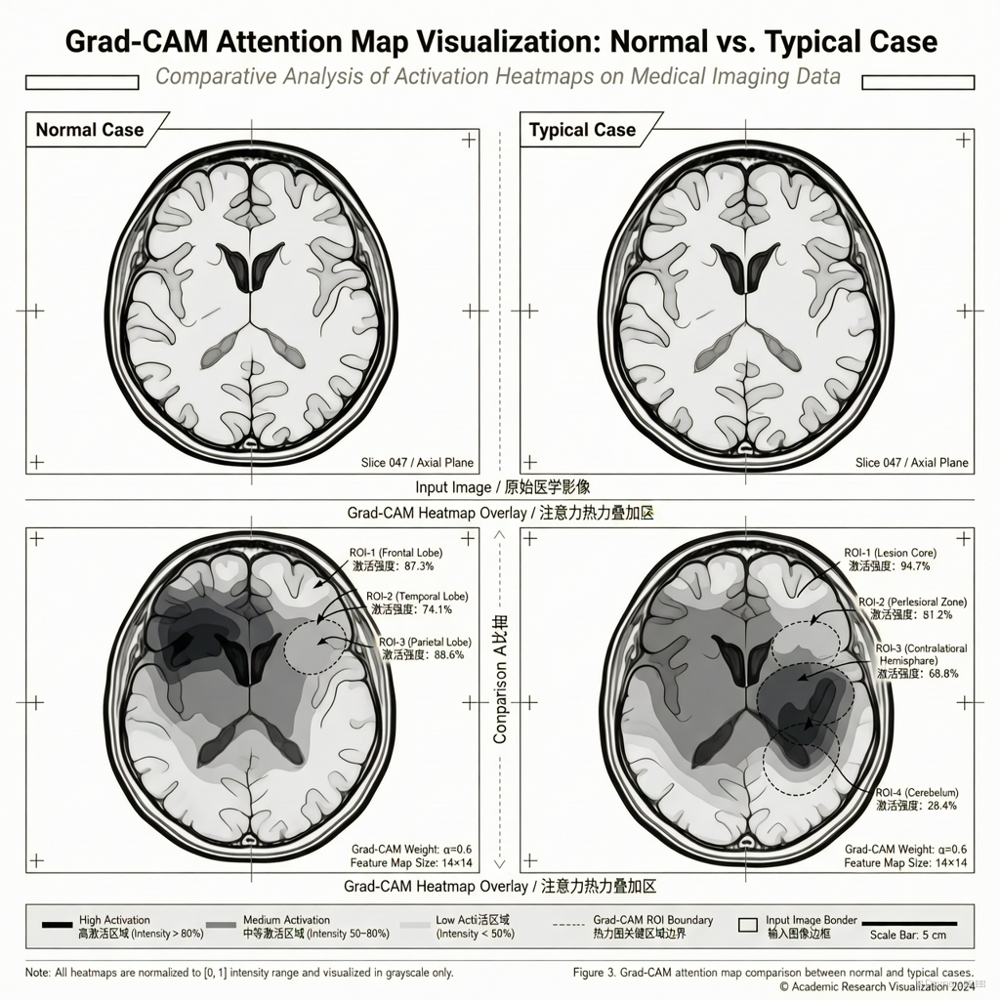 Grad-CAM Attention Map Visualization: Normal vs. Typical Case
Comparative Analysis of Activation Heatmaps on Medical Imaging Data
Normal Case
Typical Case
Slice 047 / Axial Plane
Slice 047 / Axial Plane
Input Image / 原始医学影像
Grad-CAM Heatmap Overlay / 注意力热力叠加区
ROI-1 (Frontal Lobe)
激活强度：87.3%
ROI-2 (Temporal Lobe)
激活强度：74.1%
ROI-3 (Parietal Lobe)
激活强度：88.6%
Grad-CAM Weight: α=0.6
Feature Map Size: 14×14
ROI-1 (Lesion Core)
激活强度：94.7%
ROI-2 (Perlesioral Zone)
激活强度：81.2%
ROI-3 (Contralatoral
Hemisphare)
激活强度：68.8%
ROI-4 (Cerebelum)
激活强度：28.4%
Grad-CAM Weight: α=0.6
Feature Map Size: 14×14
Grad-CAM Heatmap Overlay / 注意力热力叠加区
High Activation
高激活区域 (Intensity > 80%)
Medium Activation
中等激活区域 (Intensity 50–80%)
Low Acti活区域
(Intensity < 50%)
Grad-CAM ROI Boundary
热力图关鍵区域边界
Input Image Bonder
输入图像边框
Scale Bar: 5 cm
Note: All heatmaps are normalized to [0, 1] intensity range and visualized in grayscale only.
Figure 3. Grad-CAM attention map comparison between normal and typical cases.
© Academic Research Visualization 2024